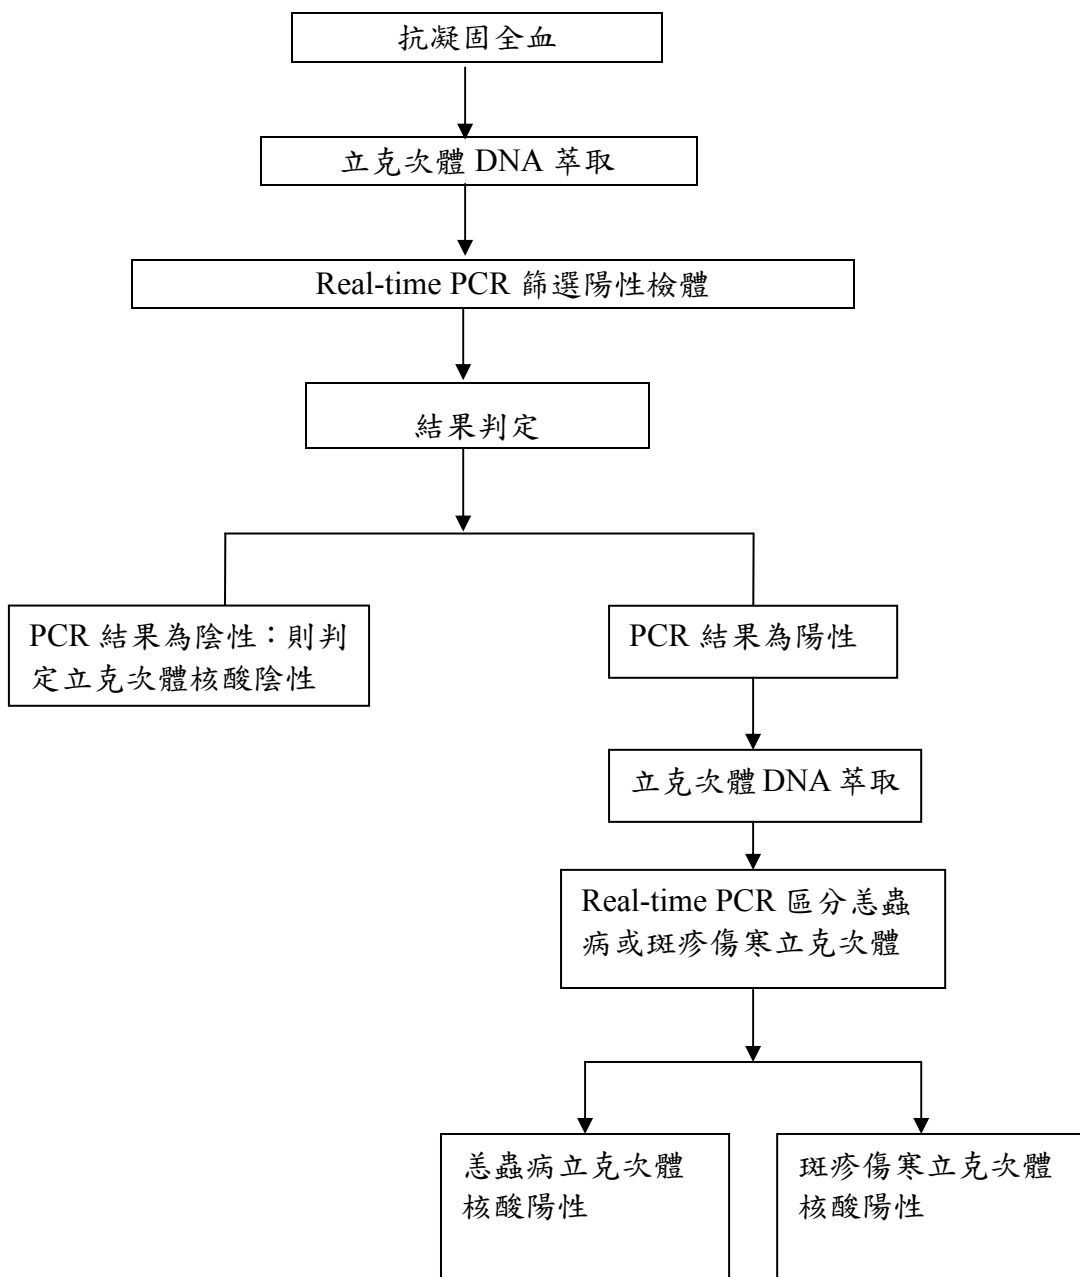 抗凝固全血
立克次體 DNA 萃取
Real-time PCR 篩選陽性檢體
結果判定
PCR 結果為陰性：則判
定立克次體核酸陰性
PCR 結果為陽性
立克次體 DNA 萃取
Real-time PCR 區分恙蟲
病或斑疹傷寒立克次體
恙蟲病立克次體
核酸陽性
斑疹傷寒立克次體
核酸陽性